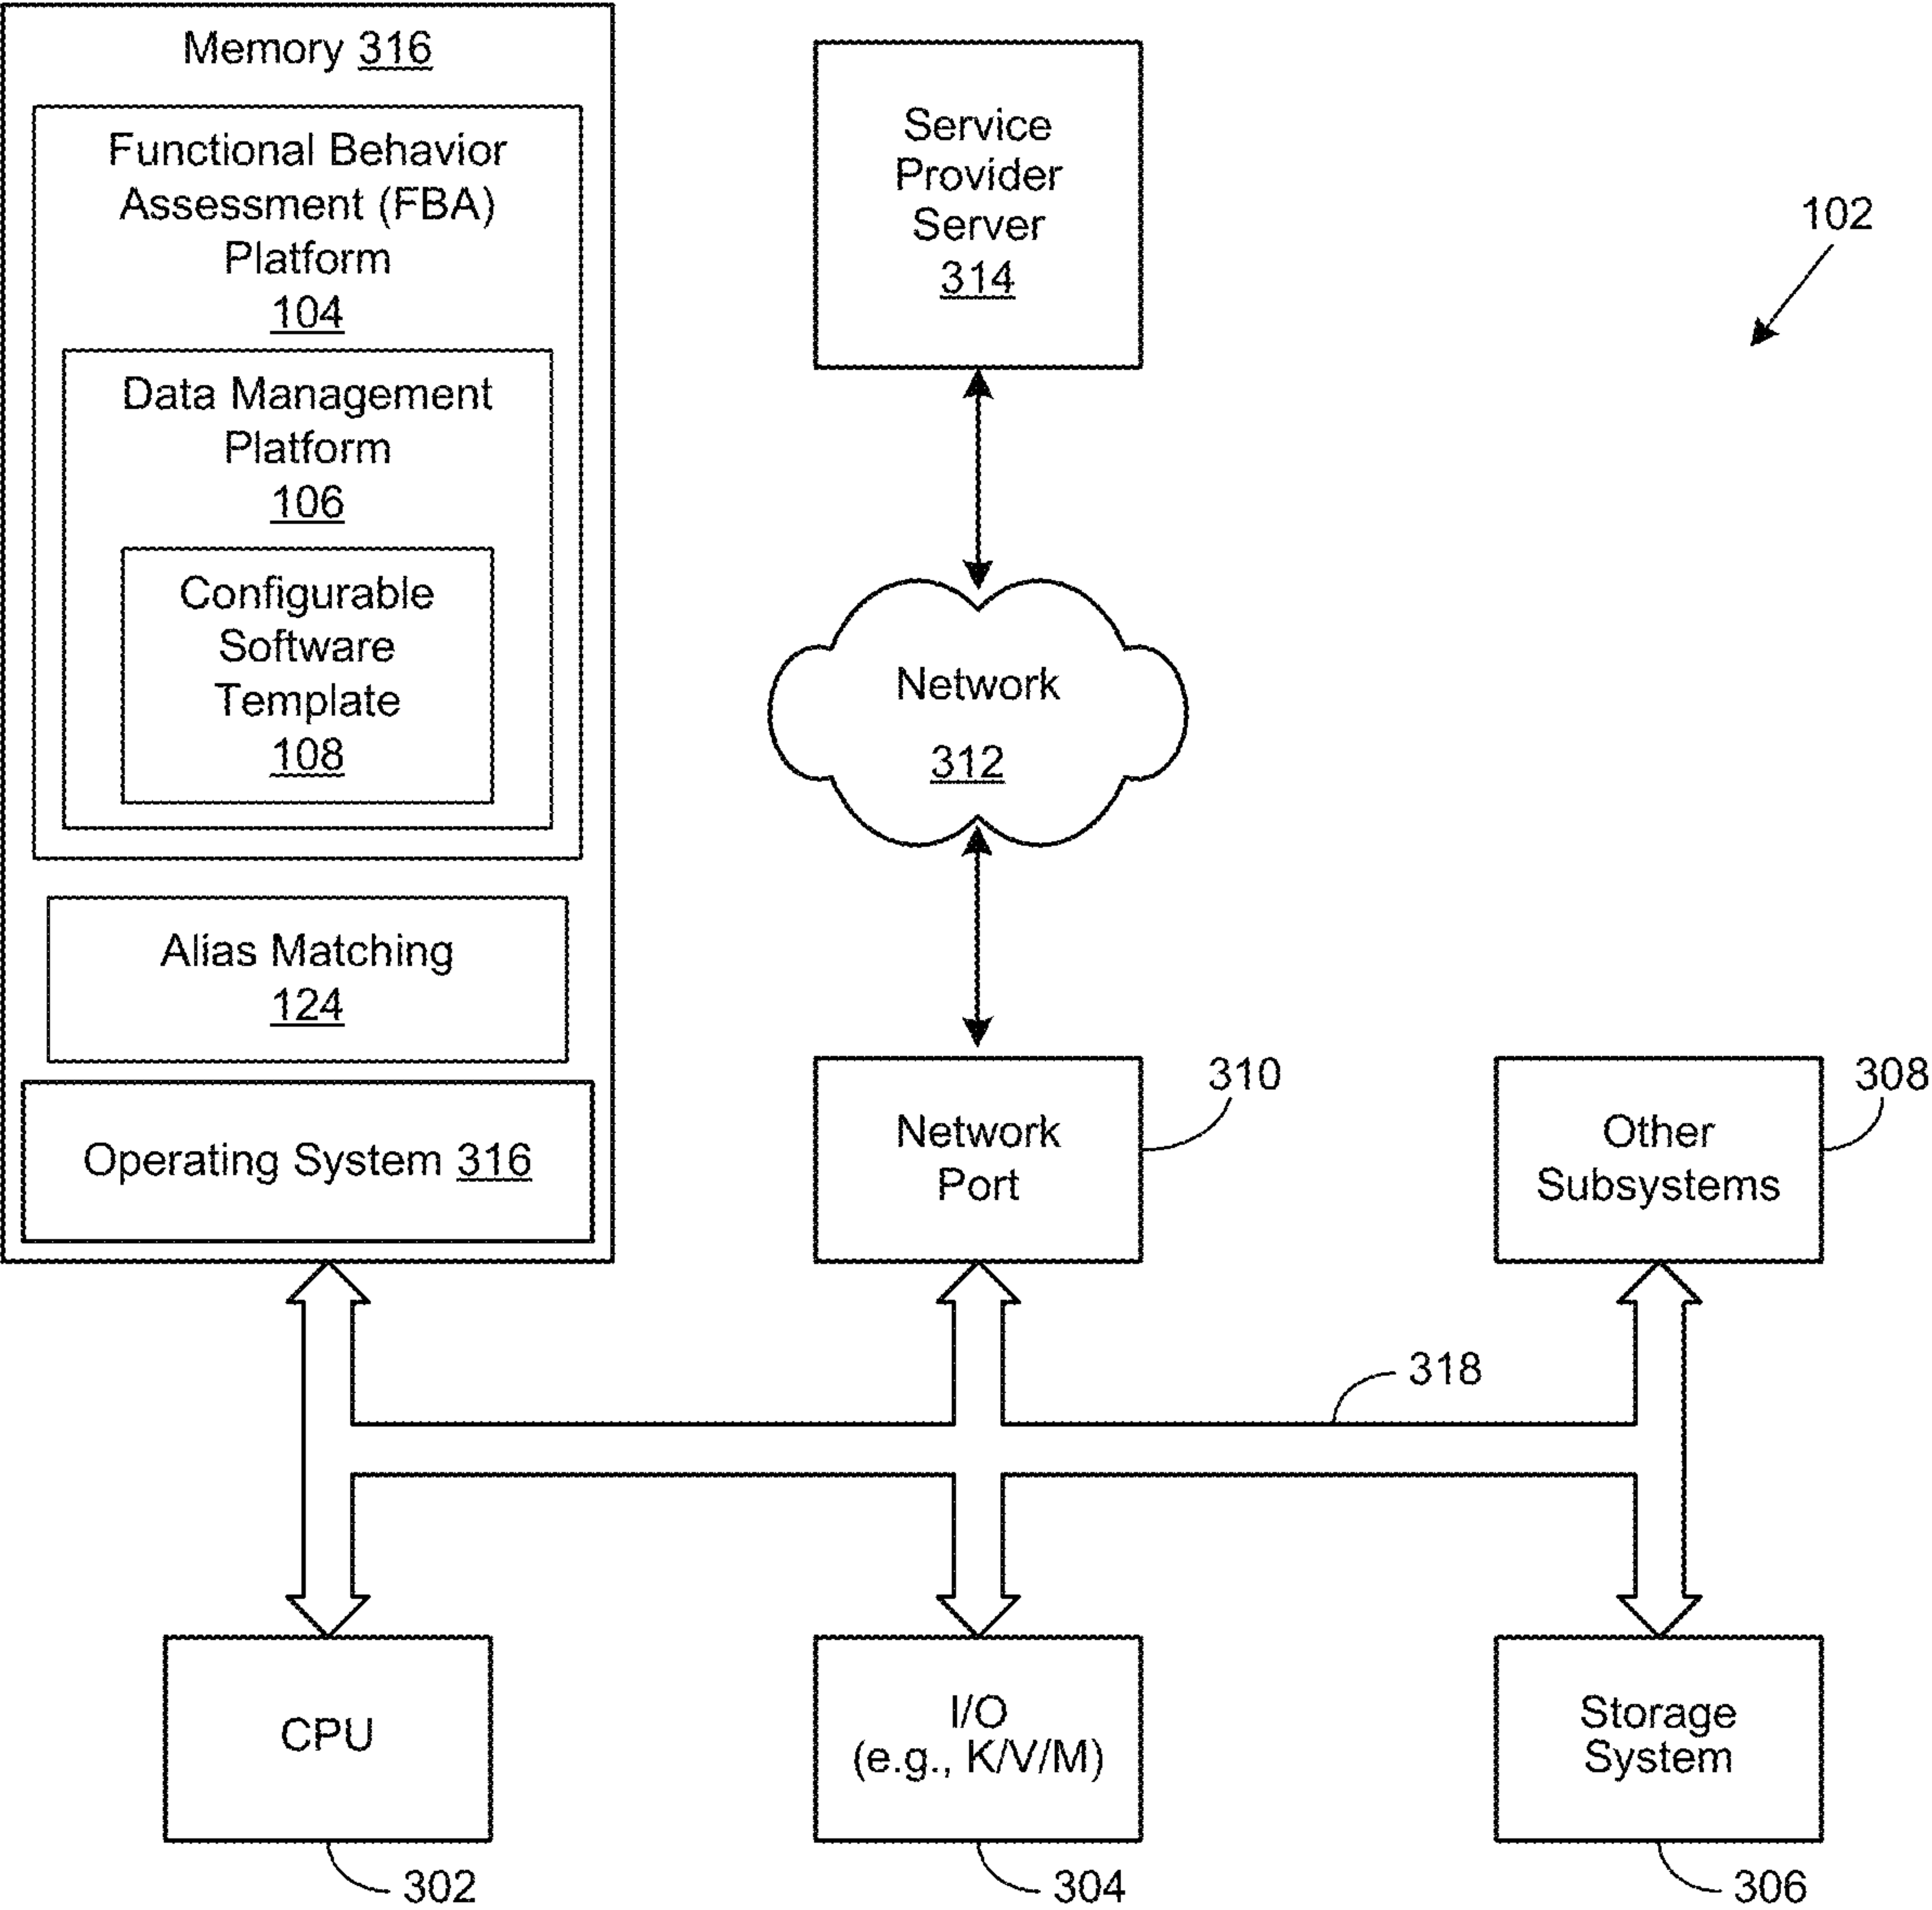 Memory 316
Functional Behavior
Assessment (FBA)
Platform
104
Data Management
Platform
106
Configurable
Software
Template
108
Alias Matching
124
Operating System 316
Service
Provider
Server
314
102
Network
312
Network
Port
310
Other
Subsystems
308
318
CPU
302
I/O
(e.g., K/V/M)
304
Storage
System
306